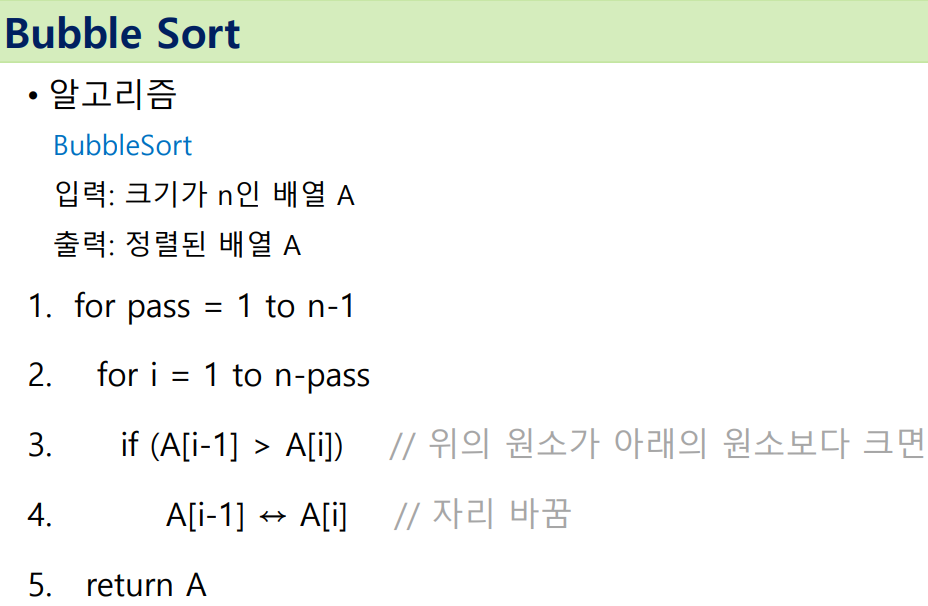 Bubble Sort
• 알고리즘
BubbleSort
입력: 크기가 n인 배열 A
출력: 정렬된 배열 A
1. for pass = 1 to n-1
2. for i = 1 to n-pass
3. if (A[i-1] > A[i]) // 위의 원소가 아래의 원소보다 크면
4. A[i-1] ↔ A[i] // 자리 바꿈
5. return A